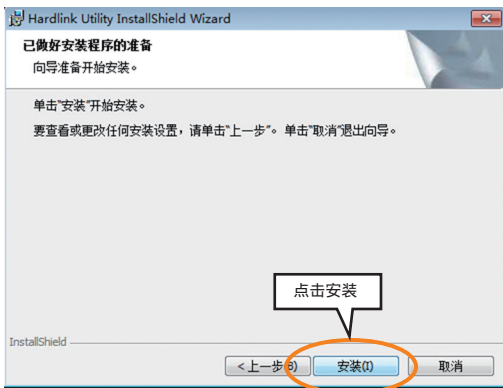 Hardlink Utility InstallShield Wizard
已做好安装程序的准备
向导准备开始安装。
单击“安装”开始安装。
要查看或更改任何安装设置，请单击“上一步”。单击“取消”退出向导。
点击安装
InstallShield
<上一步(B) 安装(I) 取消